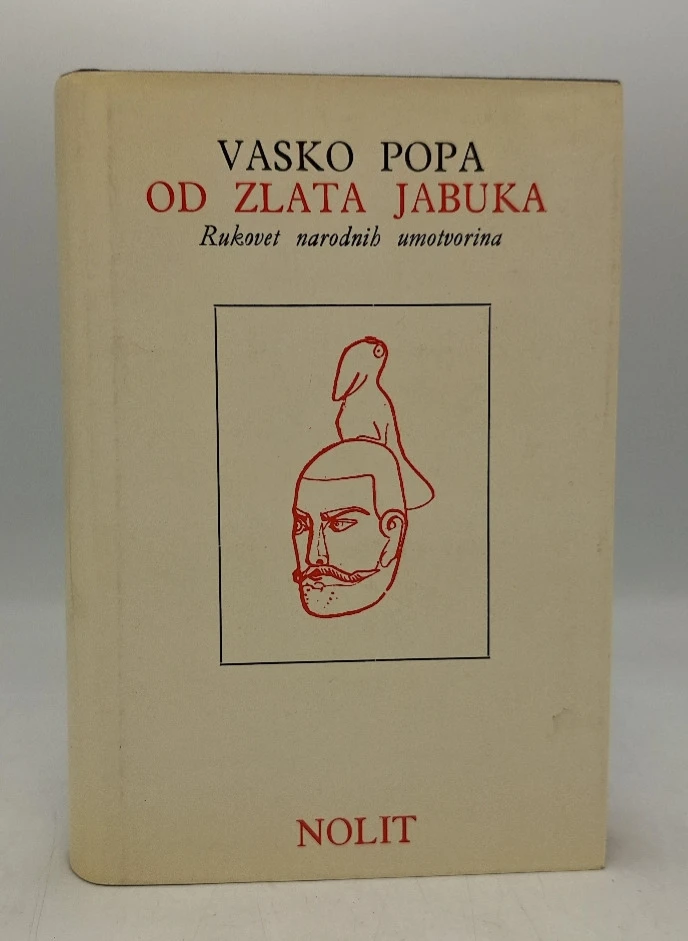 VASKO POPA
OD ZLATA JABUKA
Rukovet narodnih umotvorina
NOLIT